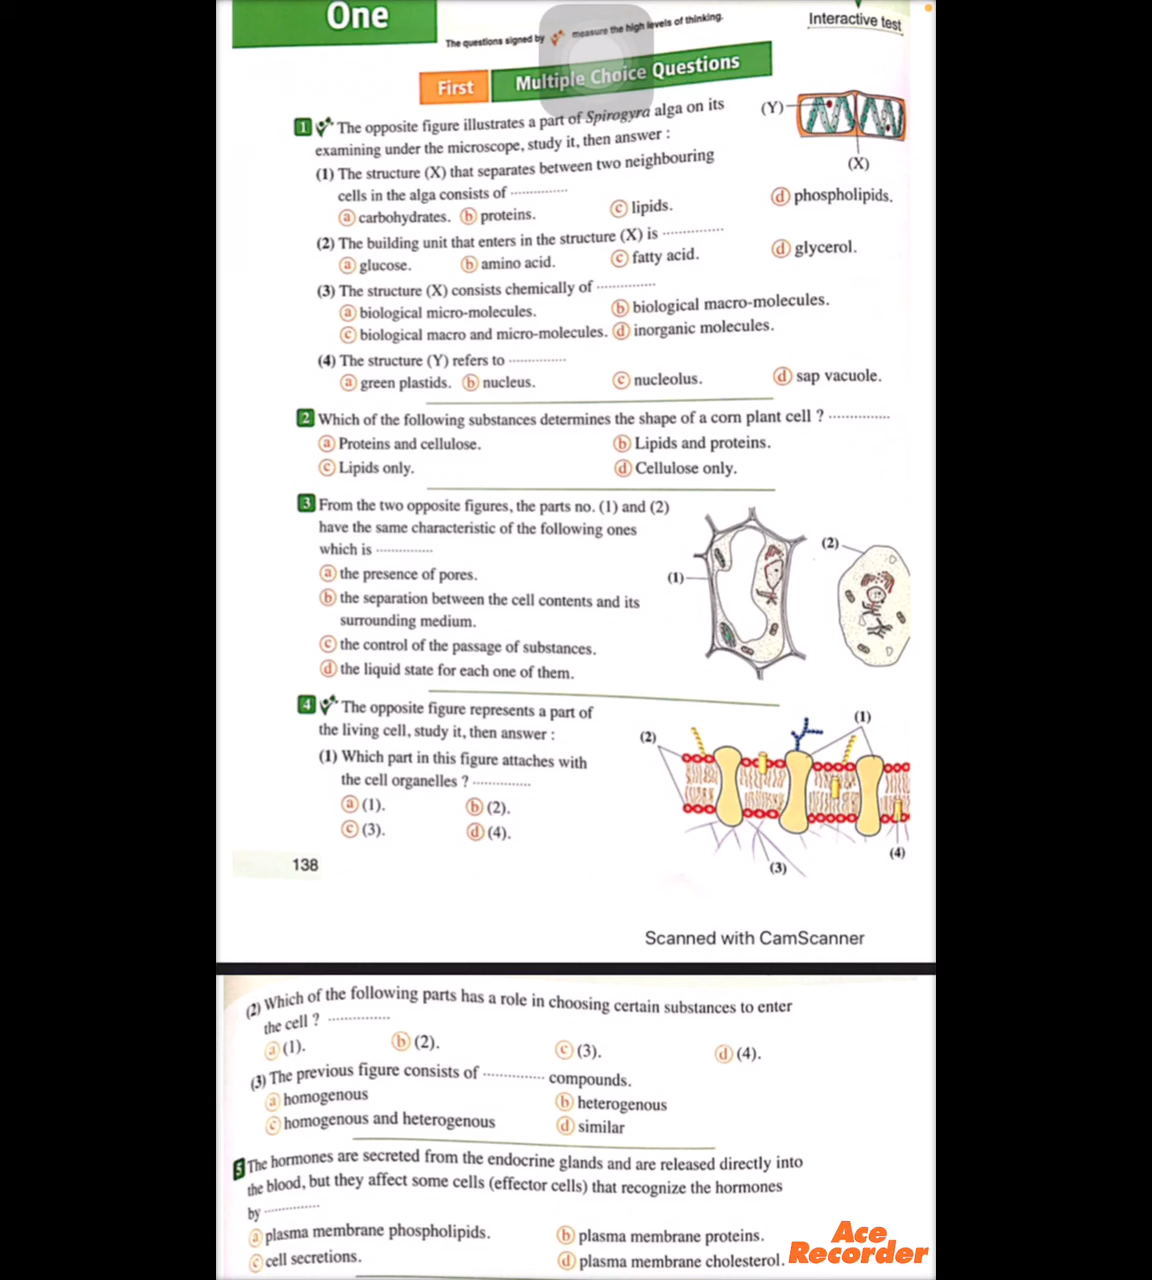 One
The questions signed by measure the high levels of thinking.
Interactive test
First Multiple Choice Questions
1 The opposite figure illustrates a part of Spirogyra alga on its
examining under the microscope, study it, then answer :
(Y)
(X)
(1) The structure (X) that separates between two neighbouring
cells in the alga consists of ..............
a carbohydrates. b proteins. c lipids. d phospholipids.
(2) The building unit that enters in the structure (X) is ..............
a glucose. b amino acid. c fatty acid. d glycerol.
(3) The structure (X) consists chemically of ..............
a biological micro-molecules. b biological macro-molecules.
c biological macro and micro-molecules. d inorganic molecules.
(4) The structure (Y) refers to ..............
a green plastids. b nucleus. c nucleolus. d sap vacuole.
2 Which of the following substances determines the shape of a corn plant cell ? ..............
a Proteins and cellulose. b Lipids and proteins.
c Lipids only. d Cellulose only.
3 From the two opposite figures, the parts no. (1) and (2)
have the same characteristic of the following ones
which is ..............
(1)
(2)
a the presence of pores.
b the separation between the cell contents and its
surrounding medium.
c the control of the passage of substances.
d the liquid state for each one of them.
4 The opposite figure represents a part of
the living cell, study it, then answer :
(1) Which part in this figure attaches with
the cell organelles ? ..............
a (1). b (2).
c (3). d (4).
(2)
(1)
(3)
(4)
138
Scanned with CamScanner
(2) Which of the following parts has a role in choosing certain substances to enter
the cell ? ..............
a (1). b (2). c (3). d (4).
(3) The previous figure consists of .............. compounds.
a homogenous b heterogenous
c homogenous and heterogenous d similar
5 The hormones are secreted from the endocrine glands and are released directly into
the blood, but they affect some cells (effector cells) that recognize the hormones
by ..............
a plasma membrane phospholipids. b plasma membrane proteins.
c cell secretions. d plasma membrane cholesterol.
Ace
Recorder